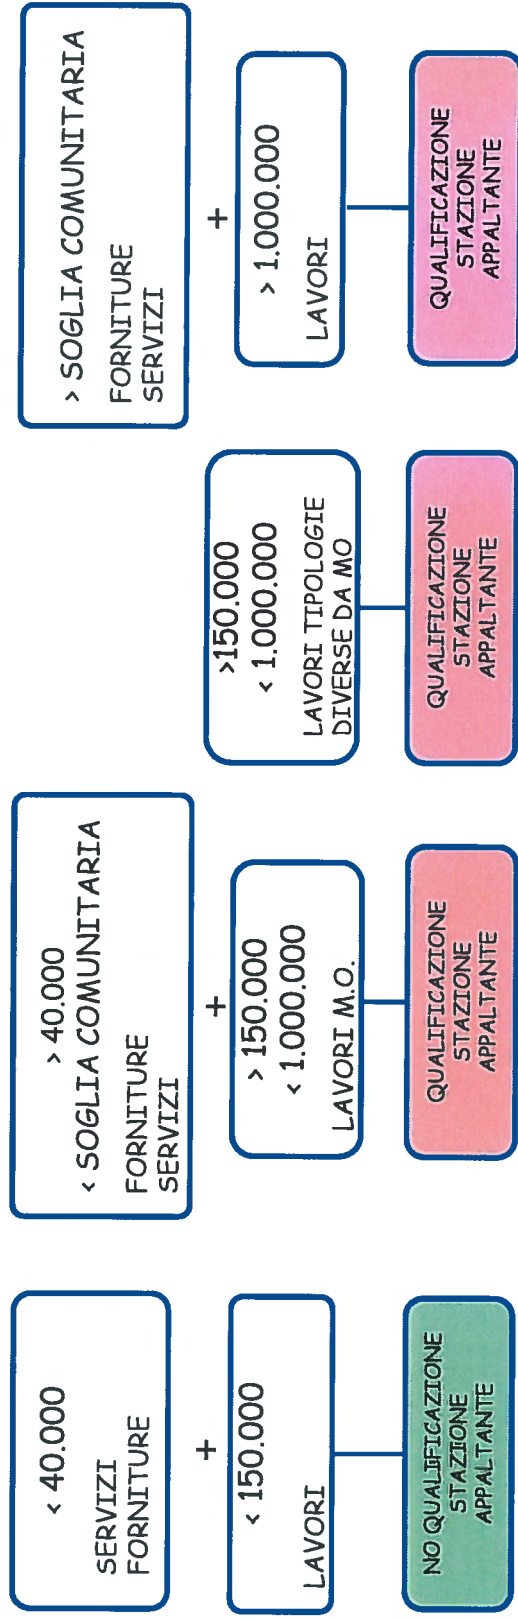 < 40.000
SERVIZI
FORNITURE
+
< 150.000
LAVORI
NO QUALIFICAZIONE
STAZIONE
APPALTANTE
> 40.000
< SOGLIA COMUNITARIA
FORNITURE
SERVIZI
+
> 150.000
< 1.000.000
LAVORI M.O.
QUALIFICAZIONE
STAZIONE
APPALTANTE
>150.000
< 1.000.000
LAVORI TIPOLOGIE
DIVERSE DA MO
QUALIFICAZIONE
STAZIONE
APPALTANTE
> SOGLIA COMUNITARIA
FORNITURE
SERVIZI
+
> 1.000.000
LAVORI
QUALIFICAZIONE
STAZIONE
APPALTANTE